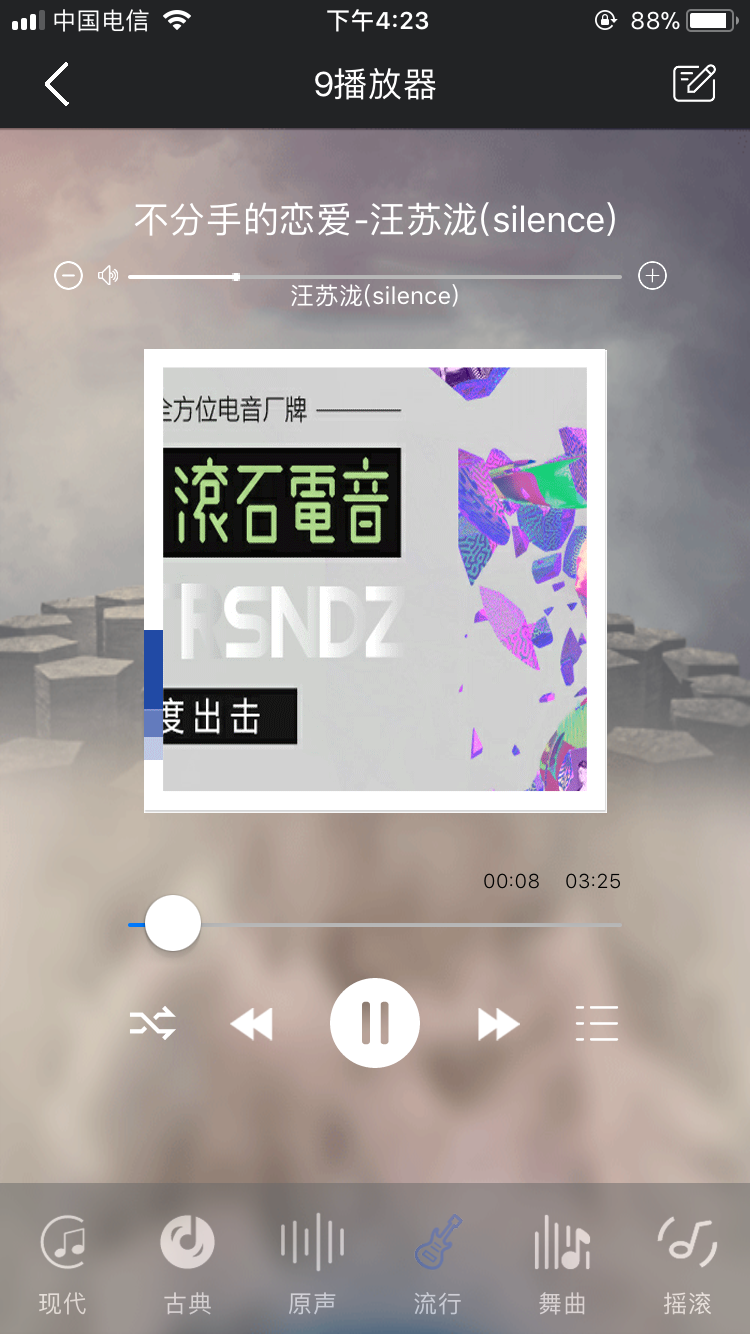 中国电信 下午4:23 88%
9播放器
不分手的恋爱-汪苏泷(silence)
汪苏泷(silence)
全方位电音厂牌
滾石電音
TRSNDZ
度出击
00:08 03:25
现代 古典 原声 流行 舞曲 摇滚